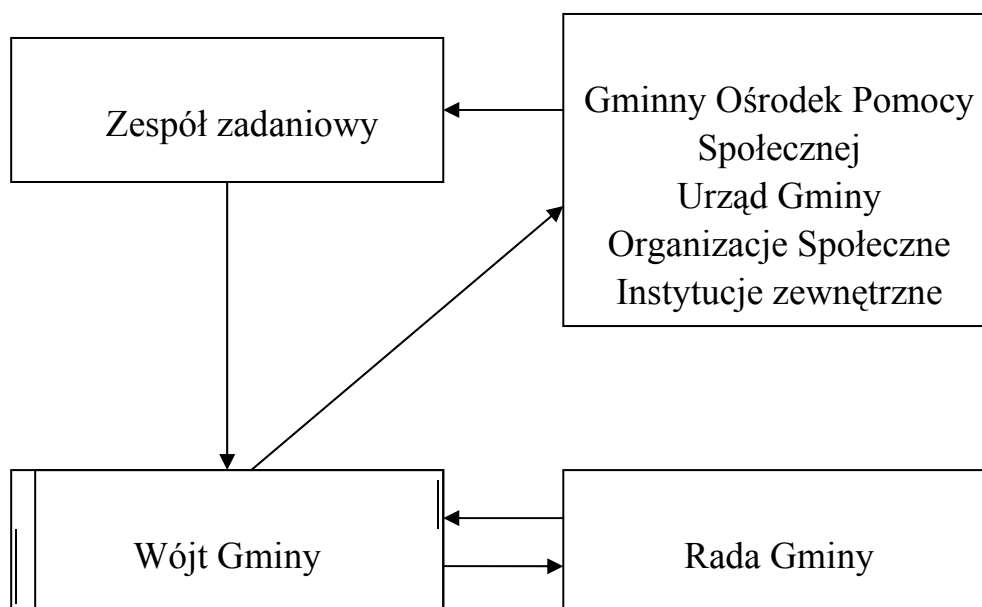 Zespół zadaniowy
Gminny Ośrodek Pomocy
Społecznej
Urząd Gminy
Organizacje Społeczne
Instytucje zewnętrzne
Wójt Gminy
Rada Gminy